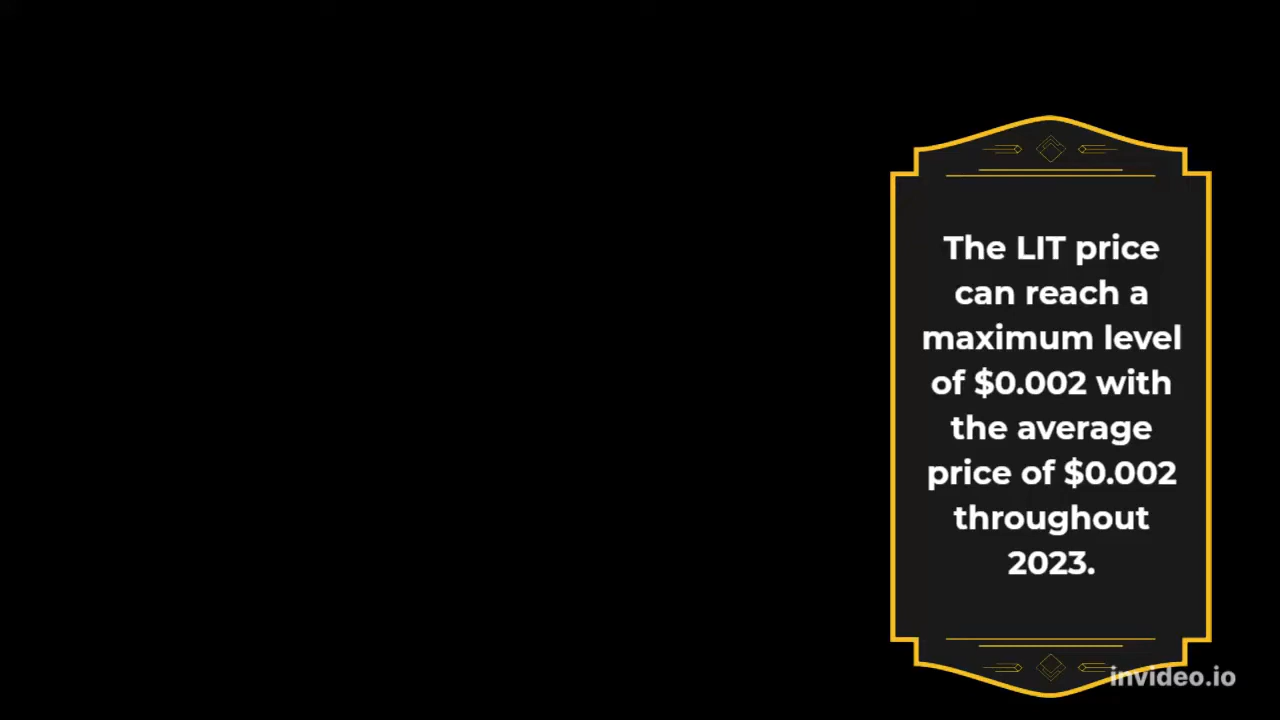 The LIT price
can reach a
maximum level
of $0.002 with
the average
price of $0.002
throughout
2023.
invideo.io